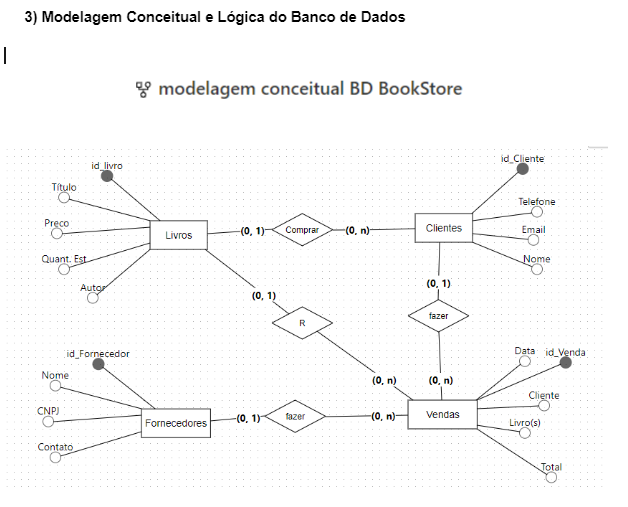 3) Modelagem Conceitual e Lógica do Banco de Dados
modelagem conceitual BD BookStore
id_livro
id_Cliente
Título
Telefone
Preço
Livros
(0, 1)
Comprar
(0, n)
Clientes
Email
Quant. Est
Nome
Autor
(0, 1)
(0, 1)
R
fazer
id_Fornecedor
Data
id_Venda
Nome
(0, n)
(0, n)
Cliente
CNPJ
Fornecedores
(0, 1)
fazer
(0, n)
Vendas
Livro(s)
Contato
Total